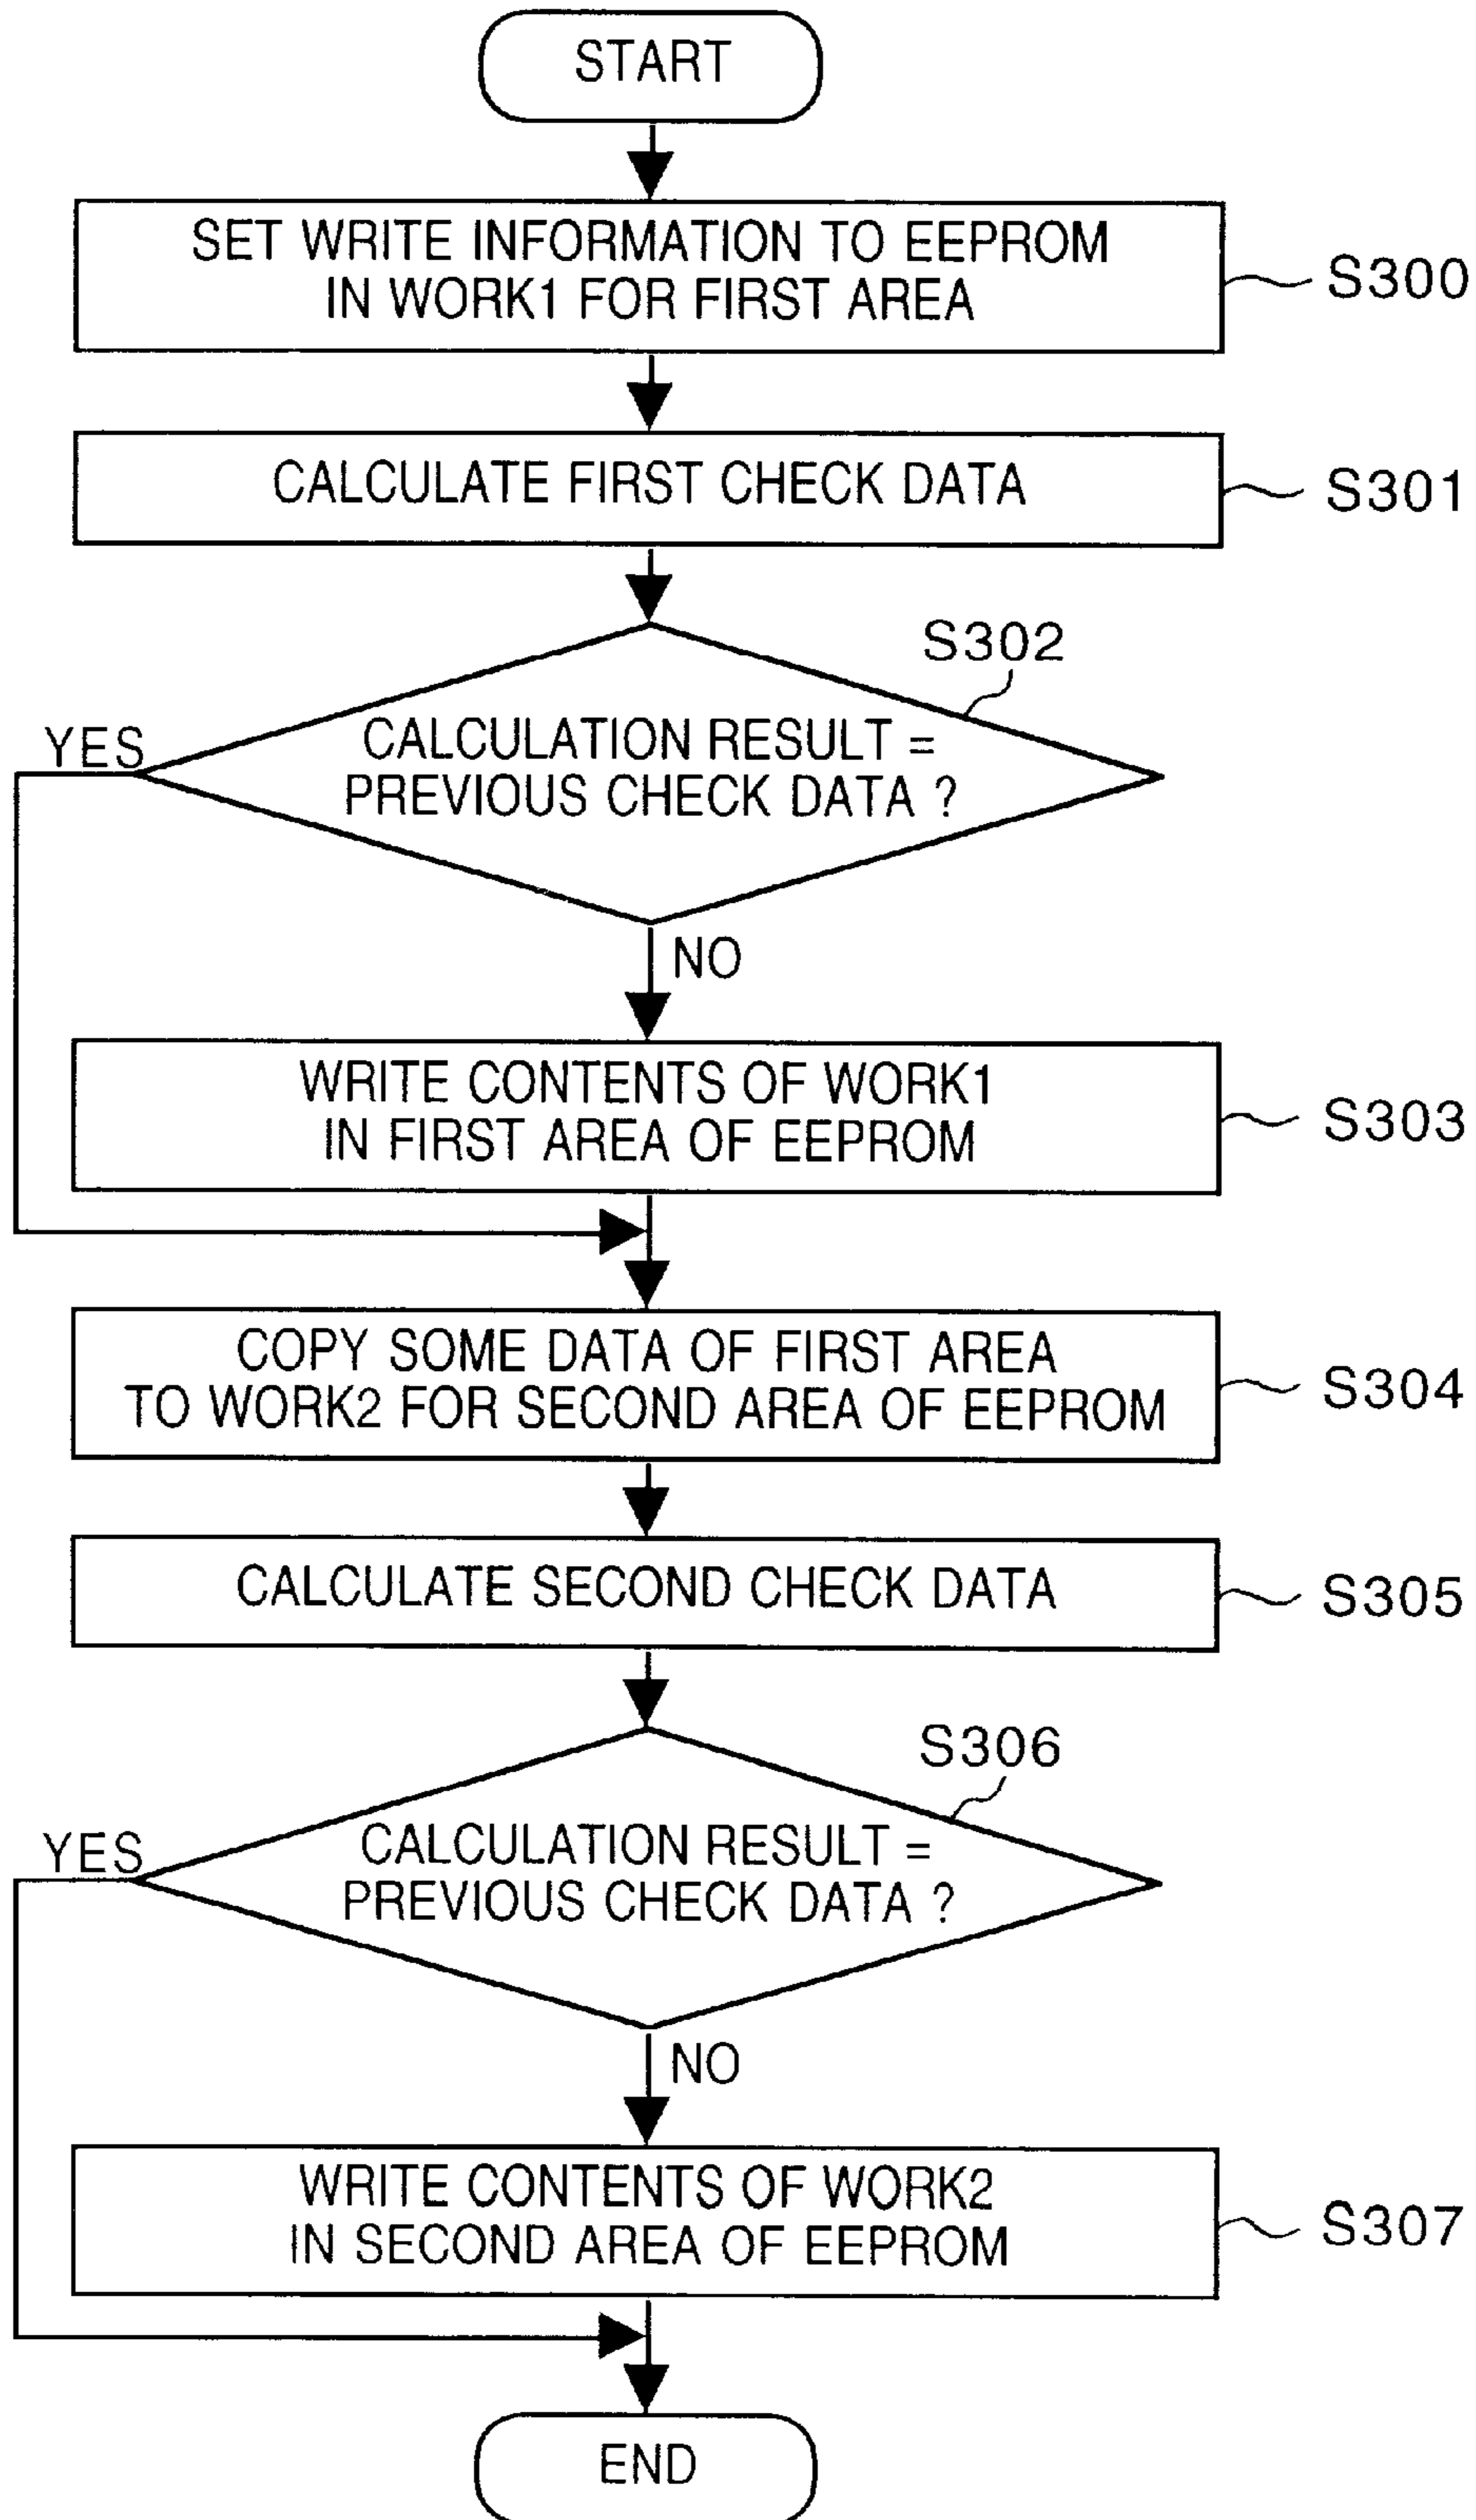 START
SET WRITE INFORMATION TO EEPROM
IN WORK1 FOR FIRST AREA
S300
CALCULATE FIRST CHECK DATA
S301
S302
CALCULATION RESULT =
PREVIOUS CHECK DATA ?
YES
NO
WRITE CONTENTS OF WORK1
IN FIRST AREA OF EEPROM
S303
COPY SOME DATA OF FIRST AREA
TO WORK2 FOR SECOND AREA OF EEPROM
S304
CALCULATE SECOND CHECK DATA
S305
S306
CALCULATION RESULT =
PREVIOUS CHECK DATA ?
YES
NO
WRITE CONTENTS OF WORK2
IN SECOND AREA OF EEPROM
S307
END